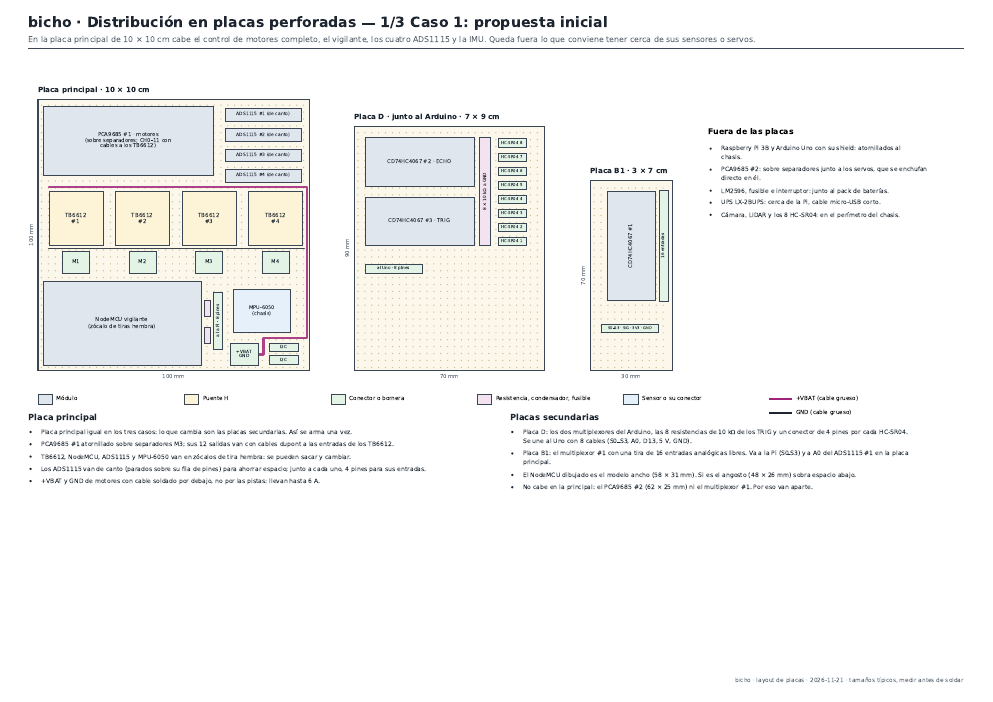 bicho · Distribución en placas perforadas — 1/3 Caso 1: propuesta inicial
En la placa principal de 10 × 10 cm cabe el control de motores completo, el vigilante, los cuatro ADS1115 y la IMU. Queda fuera lo que conviene tener cerca de sus sensores o servos.
Placa principal · 10 × 10 cm
PCA9685 #1 · motores
(sobre separadores; CH0-11 con
cables a los TB6612)
ADS1115 #1 (de canto)
ADS1115 #2 (de canto)
ADS1115 #3 (de canto)
ADS1115 #4 (de canto)
TB6612
#1
TB6612
#2
TB6612
#3
TB6612
#4
M1
M2
M3
M4
NodeMCU vigilante
(zócalo de tiras hembra)
a la Pi · 8 pines
MPU-6050
(chasis)
+VBAT
GND
I2C
I2C
100 mm
100 mm
Placa D · junto al Arduino · 7 × 9 cm
CD74HC4067 #2 · ECHO
CD74HC4067 #3 · TRIG
8 × 10 kΩ a GND
HC-SR04 8
HC-SR04 7
HC-SR04 6
HC-SR04 5
HC-SR04 4
HC-SR04 3
HC-SR04 2
HC-SR04 1
al Uno · 8 pines
90 mm
70 mm
Placa B1 · 3 × 7 cm
CD74HC4067 #1
16 entradas
S0..S3 · SIG · 3V3 · GND
70 mm
30 mm
Fuera de las placas
• Raspberry Pi 3B y Arduino Uno con su shield: atornillados al
chasis.
• PCA9685 #2: sobre separadores junto a los servos, que se enchufan
directo en él.
• LM2596, fusible e interruptor: junto al pack de baterías.
• UPS LX-2BUPS: cerca de la Pi, cable micro-USB corto.
• Cámara, LIDAR y los 8 HC-SR04: en el perímetro del chasis.
Módulo
Puente H
Conector o bornera
Resistencia, condensador, fusible
Sensor o su conector
+VBAT (cable grueso)
GND (cable grueso)
Placa principal
• Placa principal igual en los tres casos: lo que cambia son las placas secundarias. Así se arma una vez.
• PCA9685 #1 atornillado sobre separadores M3; sus 12 salidas van con cables dupont a las entradas de los TB6612.
• TB6612, NodeMCU, ADS1115 y MPU-6050 van en zócalos de tira hembra: se pueden sacar y cambiar.
• Los ADS1115 van de canto (parados sobre su fila de pines) para ahorrar espacio; junto a cada uno, 4 pines para sus entradas.
• +VBAT y GND de motores con cable soldado por debajo, no por las pistas: llevan hasta 6 A.
Placas secundarias
• Placa D: los dos multiplexores del Arduino, las 8 resistencias de 10 kΩ de los TRIG y un conector de 4 pines por cada HC-SR04.
Se une al Uno con 8 cables (S0..S3, A0, D13, 5 V, GND).
• Placa B1: el multiplexor #1 con una tira de 16 entradas analógicas libres. Va a la Pi (S0..S3) y a A0 del ADS1115 #1 en la placa
principal.
• El NodeMCU dibujado es el modelo ancho (58 × 31 mm). Si es el angosto (48 × 26 mm) sobra espacio abajo.
• No cabe en la principal: el PCA9685 #2 (62 × 25 mm) ni el multiplexor #1. Por eso van aparte.
bicho · layout de placas · 2026-11-21 · tamaños típicos, medir antes de soldar